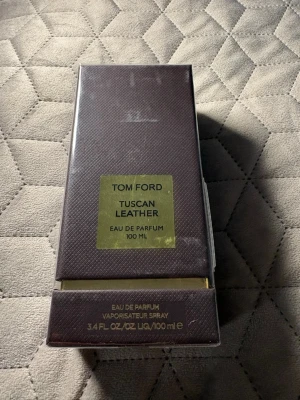 TOM FORD
TUSCAN
LEATHER
EAU DE PARFUM
100 ML
EAU DE PARFUM
VAPORISATEUR SPRAY
3.4 FL.OZ./OZ. LIQ./100 ml e